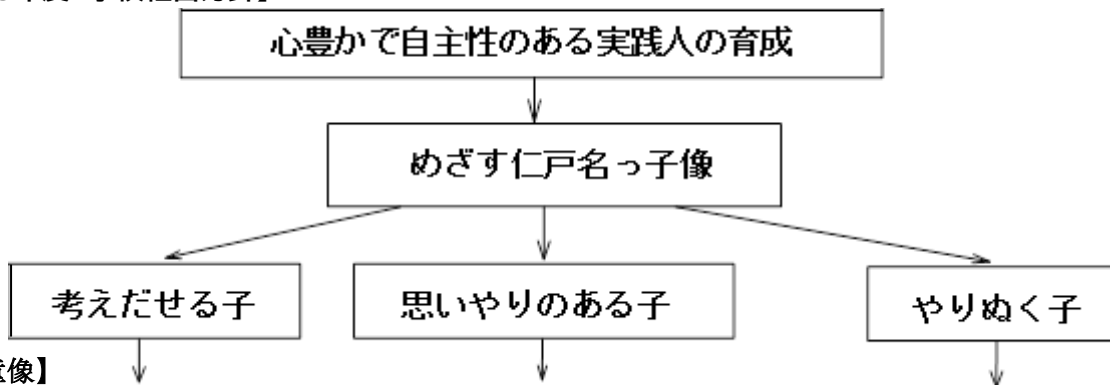 心豊かで自主性のある実践人の育成
めざす仁戸名っ子像
考えだせる子
思いやりのある子
やりぬく子
像】